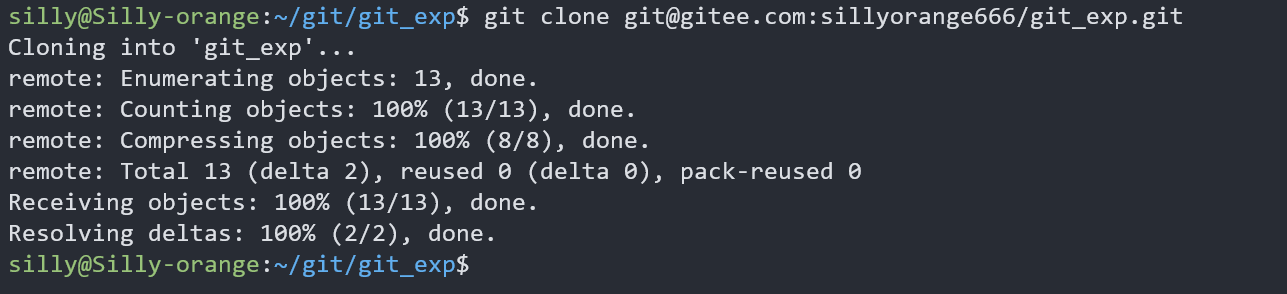 silly@Silly-orange:~/git/git_exp$ git clone git@gitee.com:sillyorange666/git_exp.git
Cloning into 'git_exp'...
remote: Enumerating objects: 13, done.
remote: Counting objects: 100% (13/13), done.
remote: Compressing objects: 100% (8/8), done.
remote: Total 13 (delta 2), reused 0 (delta 0), pack-reused 0
Receiving objects: 100% (13/13), done.
Resolving deltas: 100% (2/2), done.
silly@Silly-orange:~/git/git_exp$